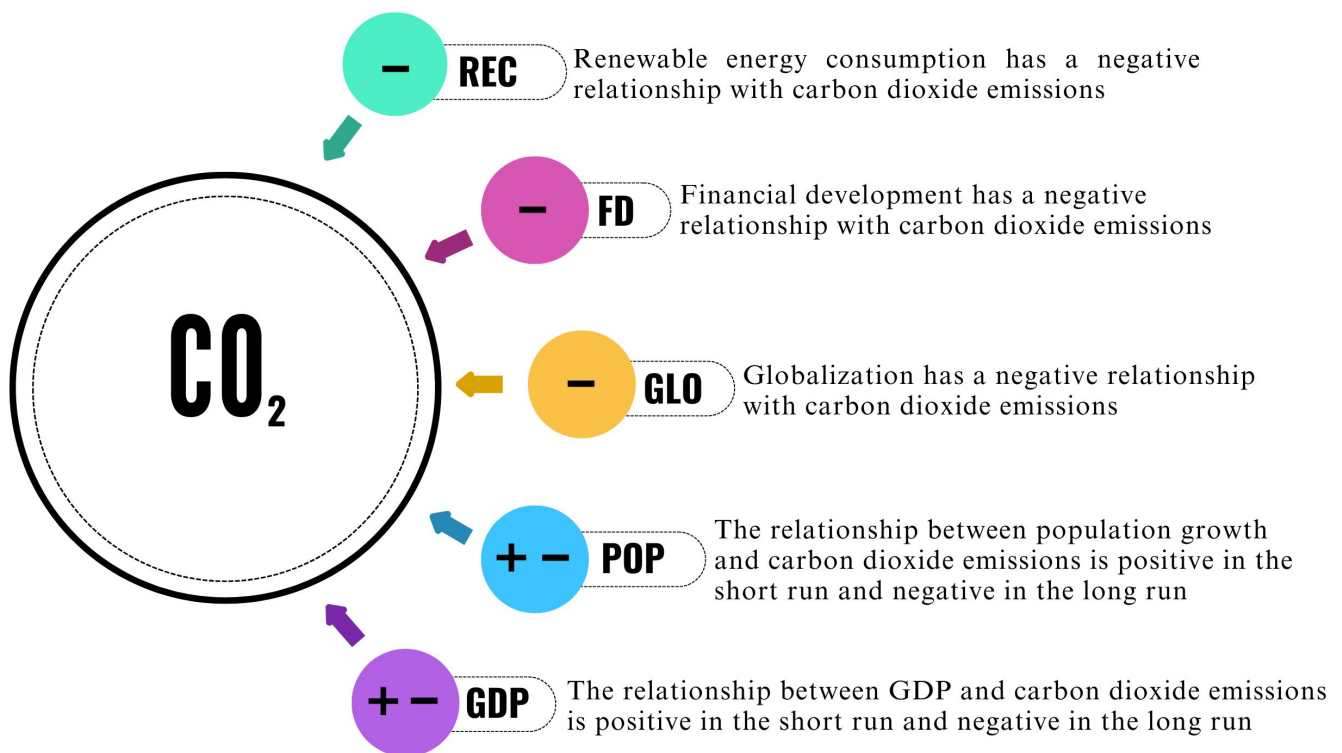 − REC
Renewable energy consumption has a negative
relationship with carbon dioxide emissions
− FD
Financial development has a negative
relationship with carbon dioxide emissions
CO₂
− GLO
Globalization has a negative relationship
with carbon dioxide emissions
+ − POP
The relationship between population growth
and carbon dioxide emissions is positive in the
short run and negative in the long run
+ − GDP
The relationship between GDP and carbon dioxide emissions
is positive in the short run and negative in the long run